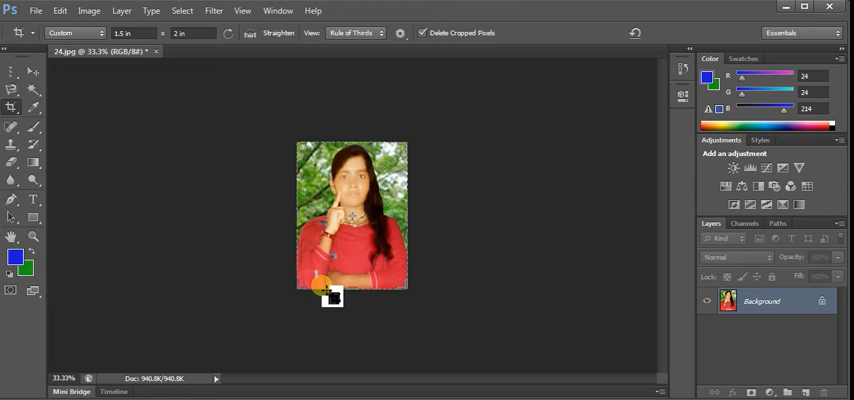 Ps File Edit Image Layer Type Select Filter View Window Help
Custom 1.5 in x 2 in Straighten View: Rule of Thirds Delete Cropped Pixels Essentials
24.jpg @ 33.3% (RGB/8#) * ×
Color Swatches
R 24
G 24
B 214
Adjustments Styles
Add an adjustment
Layers Channels Paths
Kind
Normal Opacity: 100%
Lock: Fill: 100%
Background
33.33% Doc: 940.8K/940.8K
Mini Bridge Timeline